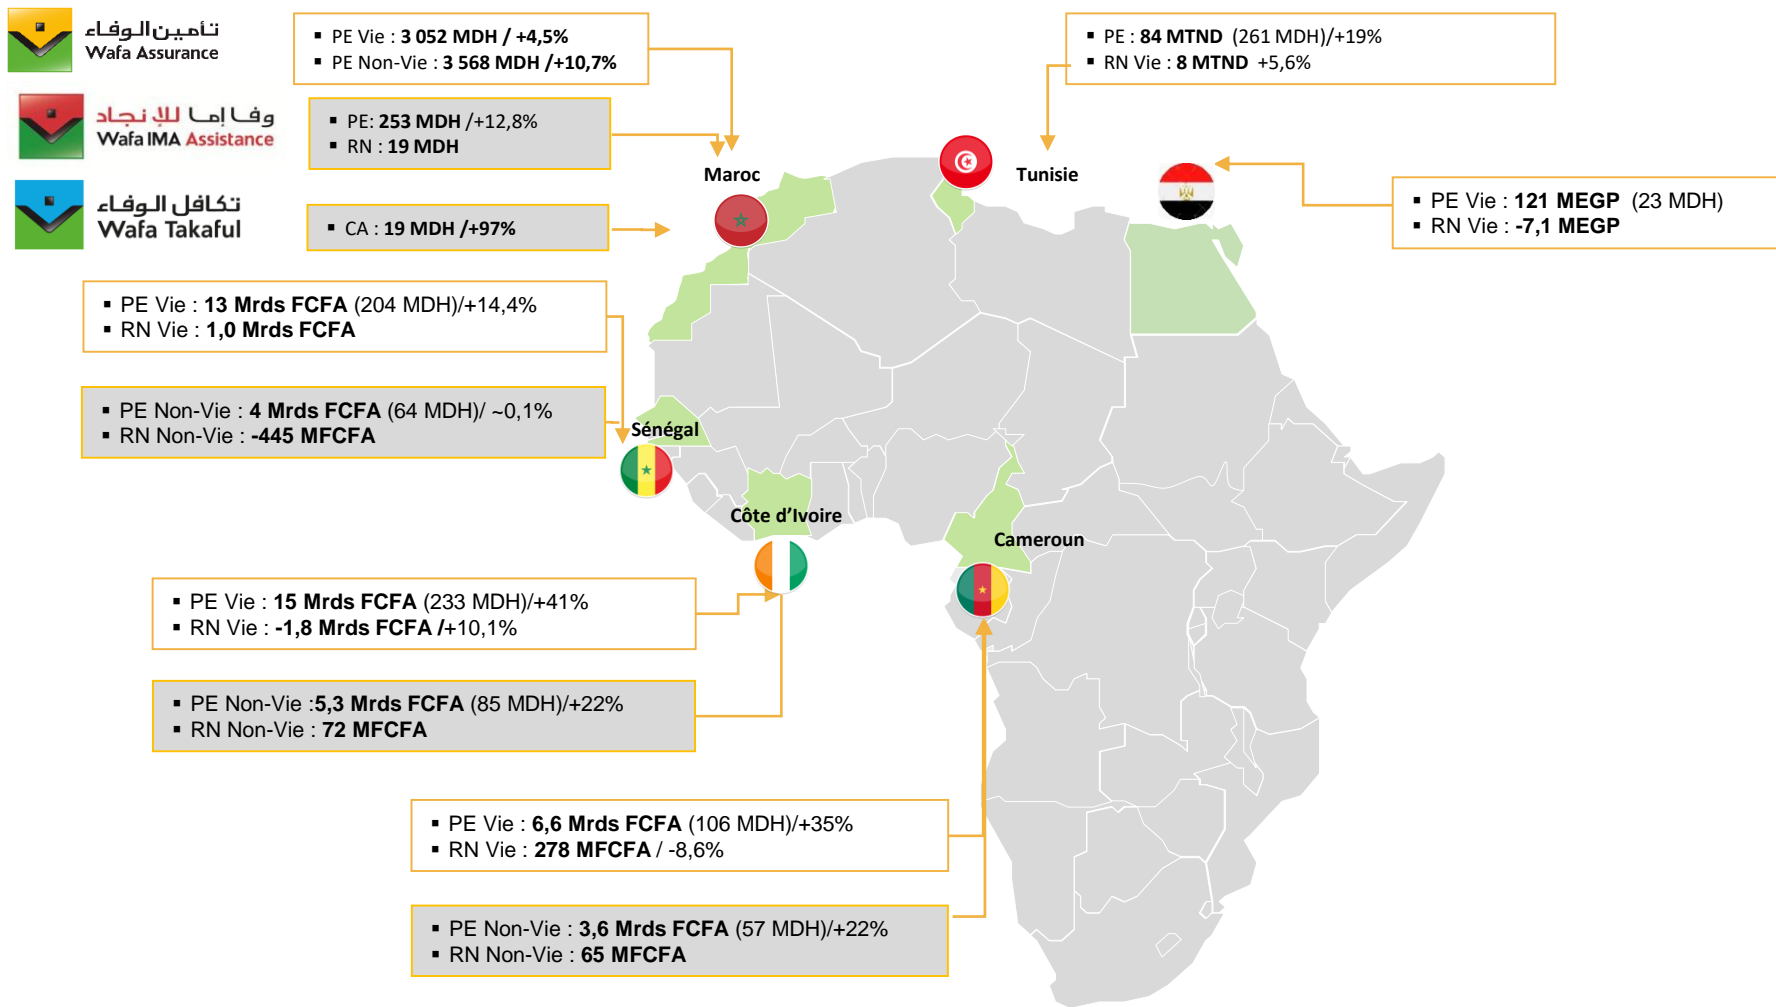 تأمين الوفاء
Wafa Assurance
وفا إما للإنجاد
Wafa IMA Assistance
تكافل الوفاء
Wafa Takaful
▪ PE Vie : 3 052 MDH / +4,5%
▪ PE Non-Vie : 3 568 MDH /+10,7%
▪ PE: 253 MDH /+12,8%
▪ RN : 19 MDH
▪ CA : 19 MDH /+97%
▪ PE : 84 MTND (261 MDH)/+19%
▪ RN Vie : 8 MTND +5,6%
Maroc
Tunisie
▪ PE Vie : 121 MEGP (23 MDH)
▪ RN Vie : -7,1 MEGP
▪ PE Vie : 13 Mrds FCFA (204 MDH)/+14,4%
▪ RN Vie : 1,0 Mrds FCFA
▪ PE Non-Vie : 4 Mrds FCFA (64 MDH)/ ~0,1%
▪ RN Non-Vie : -445 MFCFA
Sénégal
Côte d’Ivoire
Cameroun
▪ PE Vie : 15 Mrds FCFA (233 MDH)/+41%
▪ RN Vie : -1,8 Mrds FCFA /+10,1%
▪ PE Non-Vie :5,3 Mrds FCFA (85 MDH)/+22%
▪ RN Non-Vie : 72 MFCFA
▪ PE Vie : 6,6 Mrds FCFA (106 MDH)/+35%
▪ RN Vie : 278 MFCFA / -8,6%
▪ PE Non-Vie : 3,6 Mrds FCFA (57 MDH)/+22%
▪ RN Non-Vie : 65 MFCFA